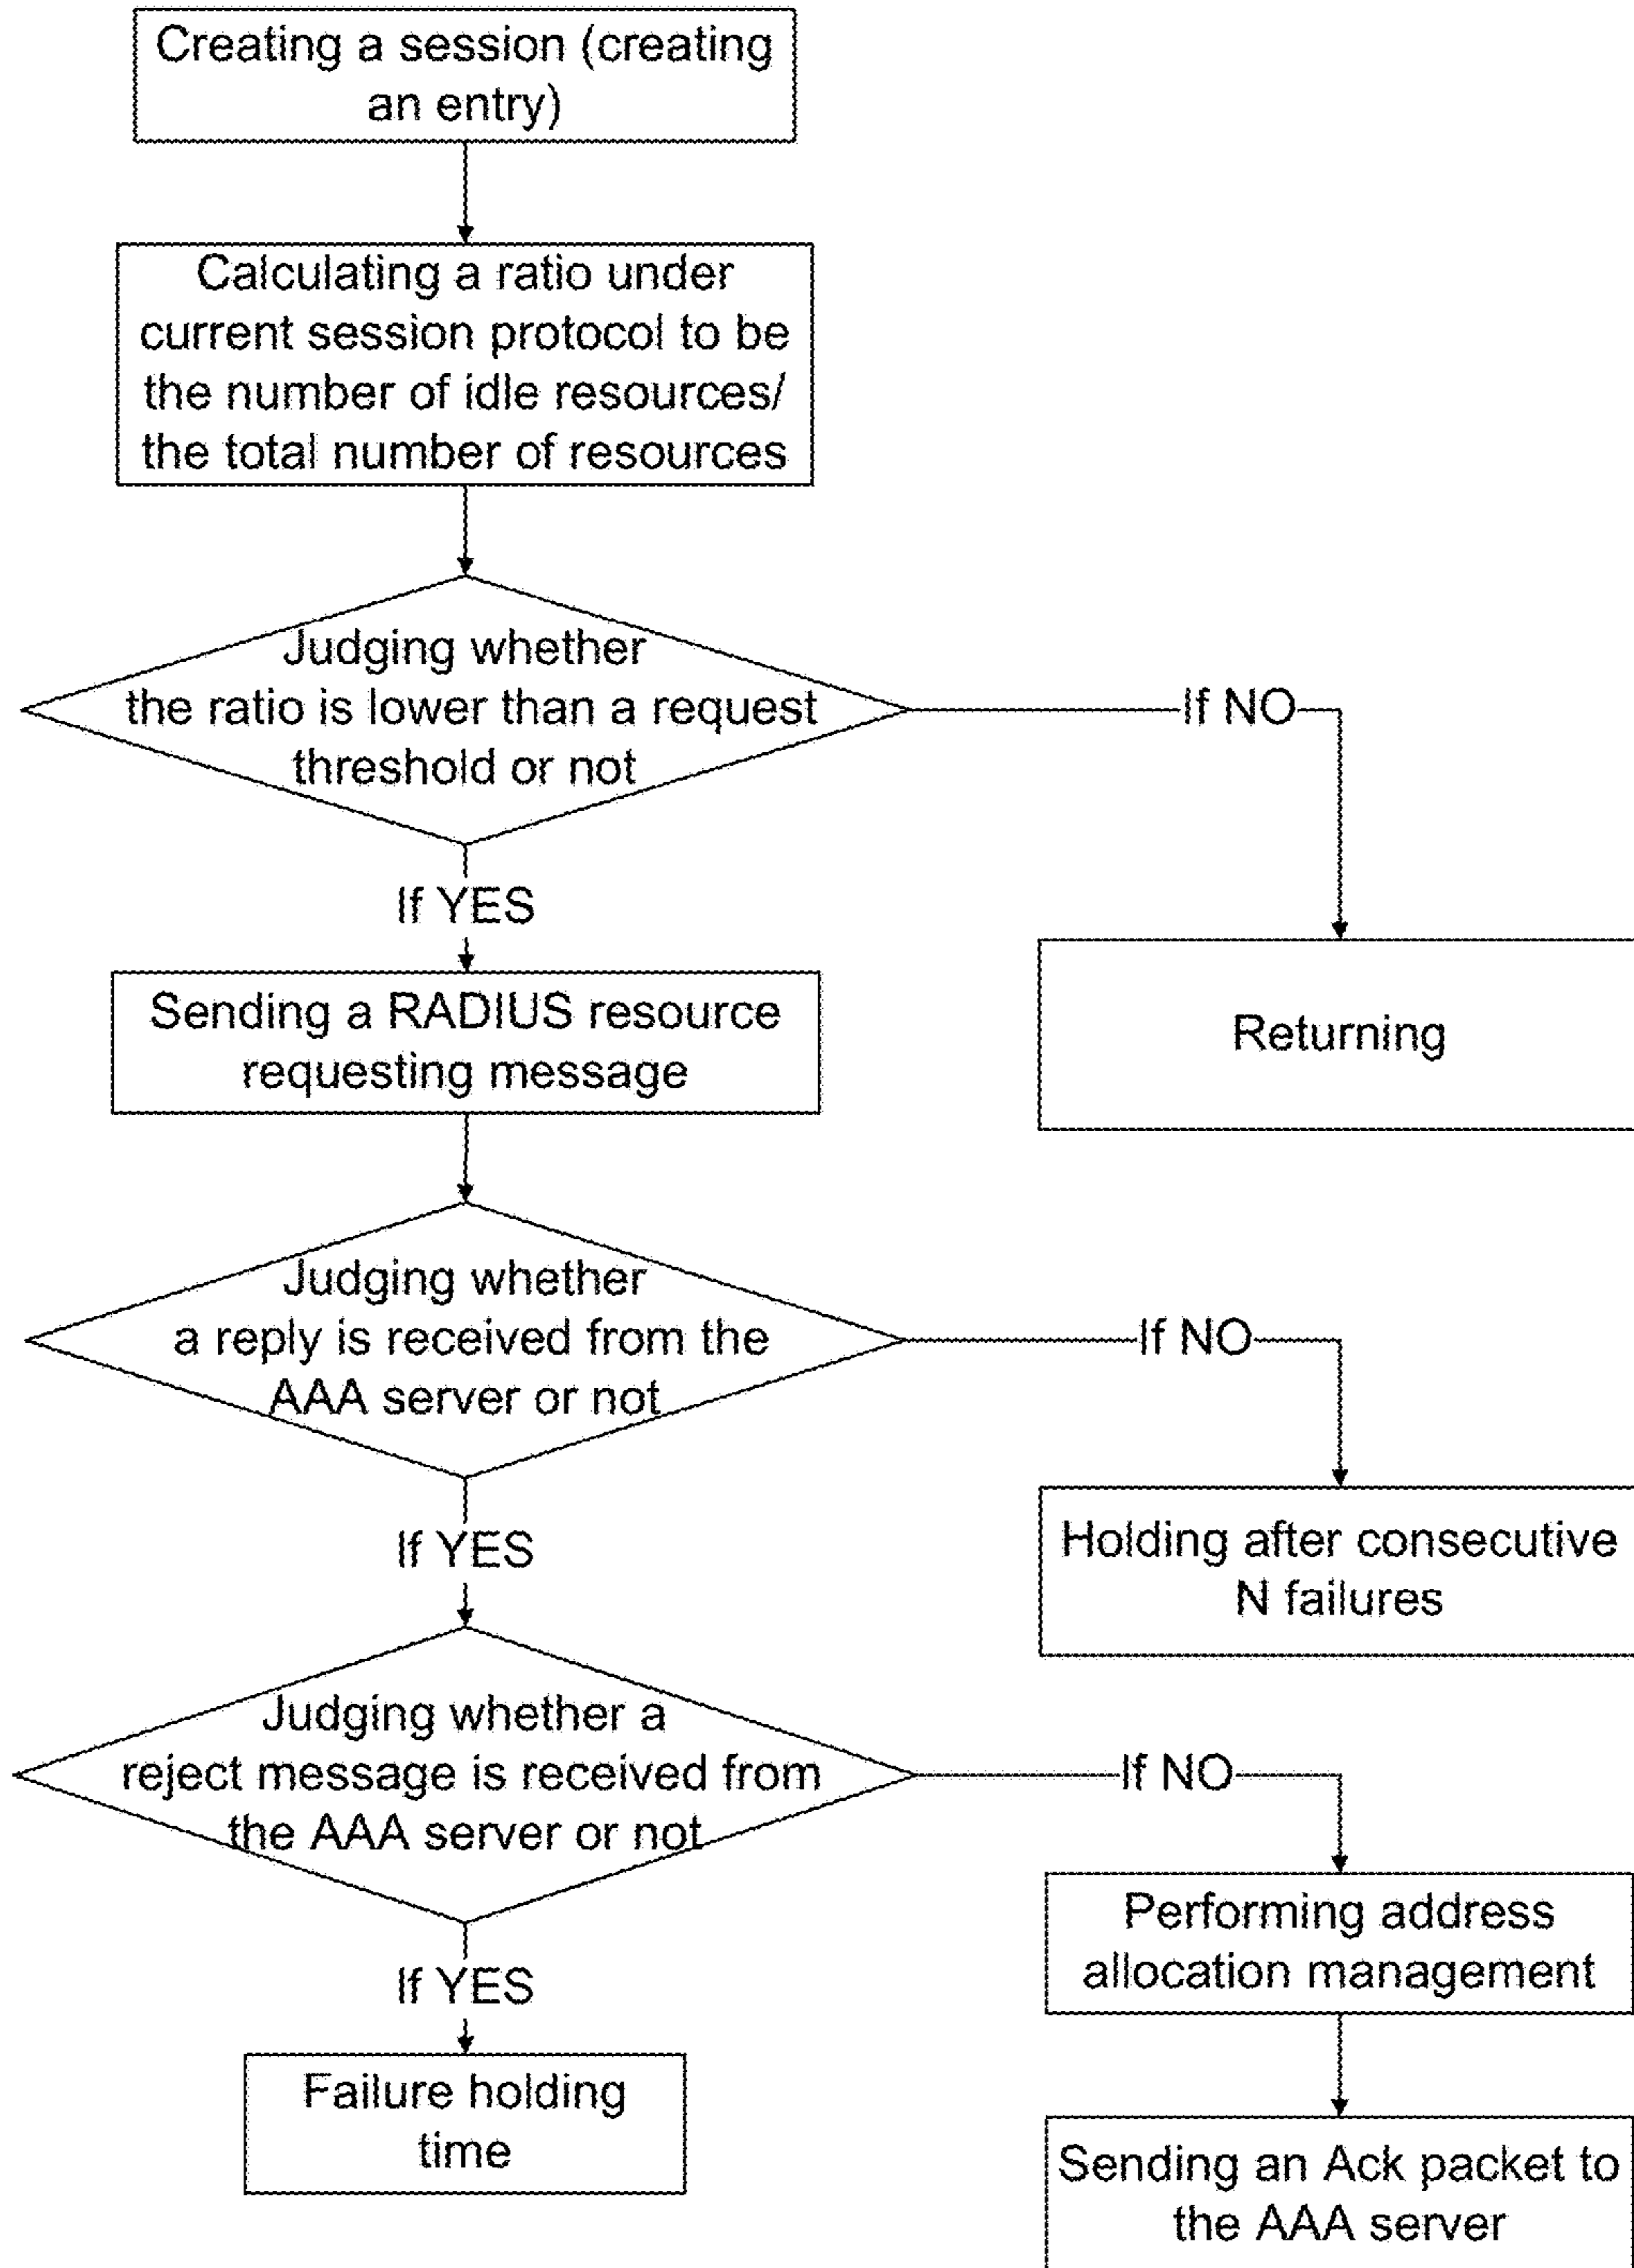 Creating a session (creating
an entry)
Calculating a ratio under
current session protocol to be
the number of idle resources/
the total number of resources
Judging whether
the ratio is lower than a request
threshold or not
If NO
If YES
Returning
Sending a RADIUS resource
requesting message
Judging whether
a reply is received from the
AAA server or not
If NO
If YES
Holding after consecutive
N failures
Judging whether a
reject message is received from
the AAA server or not
If NO
If YES
Performing address
allocation management
Failure holding
time
Sending an Ack packet to
the AAA server